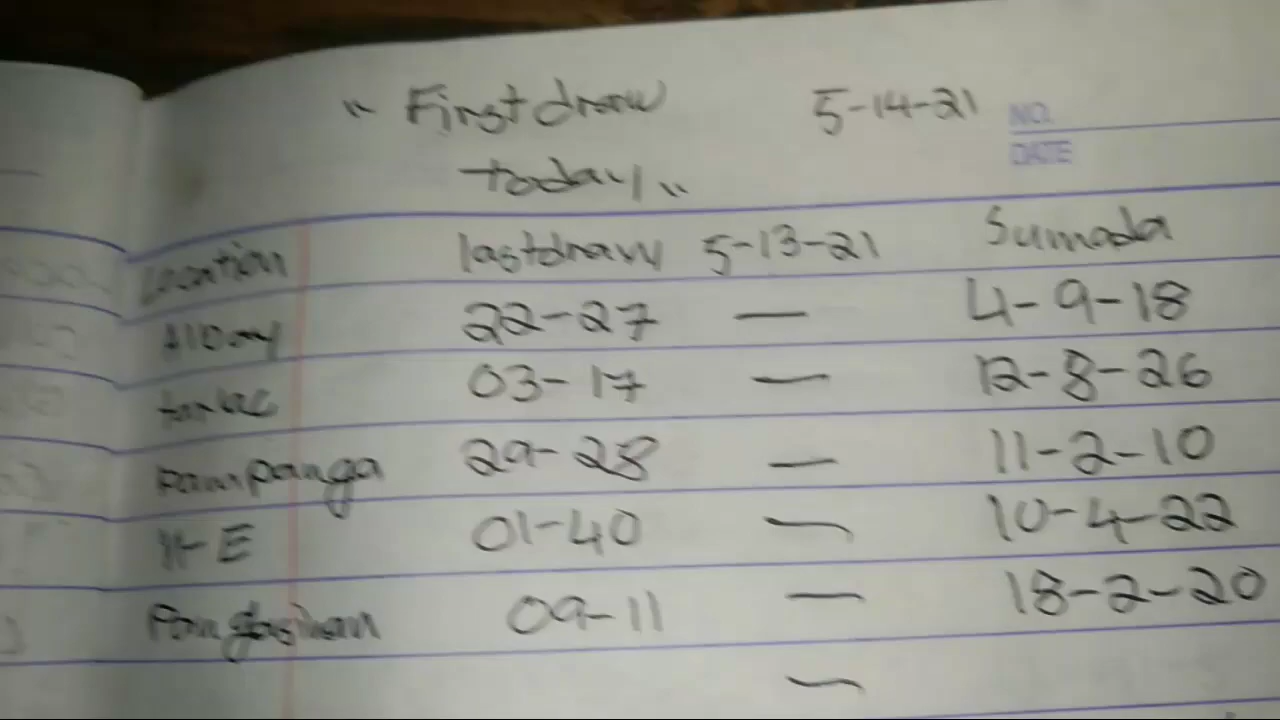 " First draw 5-14-21 NO.
today " DATE
Location lastdraw 5-13-21 Sumada
Albay 22-27 — 4-9-18
tarlac 03-17 — 12-8-26
Pampanga 29-28 — 11-2-10
N-E 01-40 — 10-4-22
Pangasinan 09-11 — 18-2-20
—